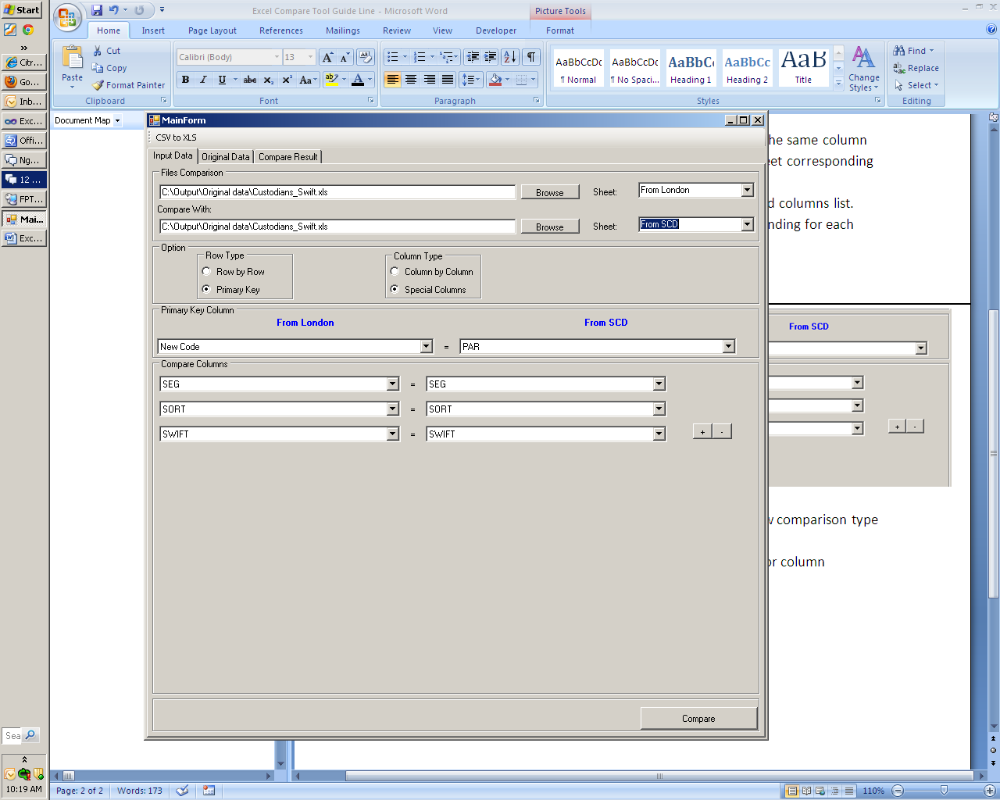 Start
Excel Compare Tool Guide Line - Microsoft Word
Picture Tools
Home Insert Page Layout References Mailings Review View Developer Format
Paste
Cut
Copy
Format Painter
Clipboard
Calibri (Body) 13
B I U abc X₂ X² Aa
Font
Paragraph
AaBbCcDc AaBbCcDc AaBbC AaBbCc AaB
¶ Normal ¶ No Spaci... Heading 1 Heading 2 Title
Change Styles
Styles
Find
Replace
Select
Editing
»
Citr...
Go...
Inb...
Exc...
Offi...
Ng...
12 ...
FPT...
Mai...
Exc...
Sea
10:19 AM
Document Map
MainForm
CSV to XLS
Input Data Original Data Compare Result
Files Comparison
C:\Output\Original data\Custodians_Swift.xls Browse Sheet: From London
Compare With:
C:\Output\Original data\Custodians_Swift.xls Browse Sheet: From SCD
Option
Row Type
Row by Row
Primary Key
Column Type
Column by Column
Special Columns
Primary Key Column
From London From SCD
New Code = PAR
Compare Columns
SEG = SEG
SORT = SORT
SWIFT = SWIFT + -
Compare
he same column
et corresponding
d columns list.
nding for each
From SCD
+ -
w comparison type
or column
Page: 2 of 2 Words: 173 110%